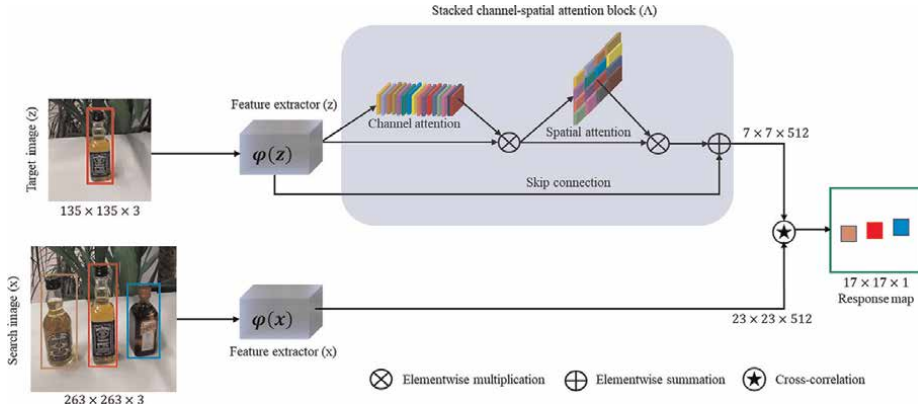 Stacked channel-spatial attention block (Λ)
Feature extractor (z)
Channel attention
Spatial attention
Target image (z)
φ(z)
7 × 7 × 512
Skip connection
135 × 135 × 3
Search image (x)
φ(x)
17 × 17 × 1
Response map
23 × 23 × 512
Feature extractor (x)
263 × 263 × 3
Elementwise multiplication
Elementwise summation
Cross-correlation